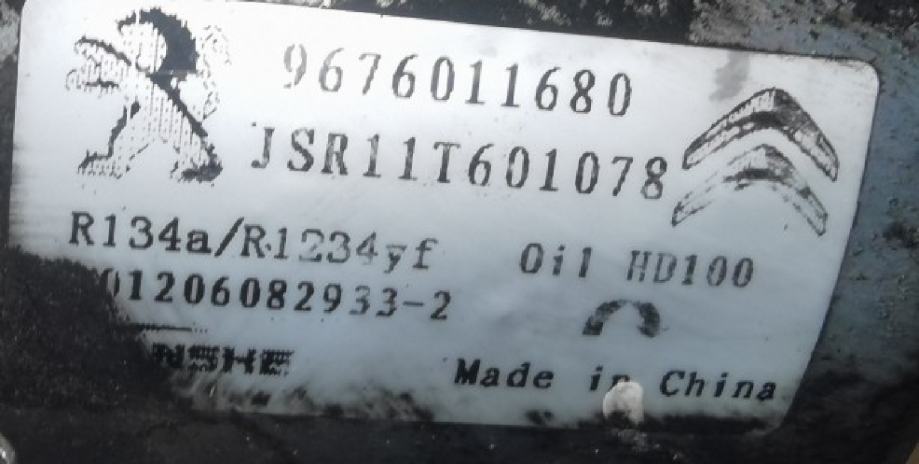 9676011680
JSR11T601078
R134a/R1234yf Oil HD100
01206082933-2
Made in China